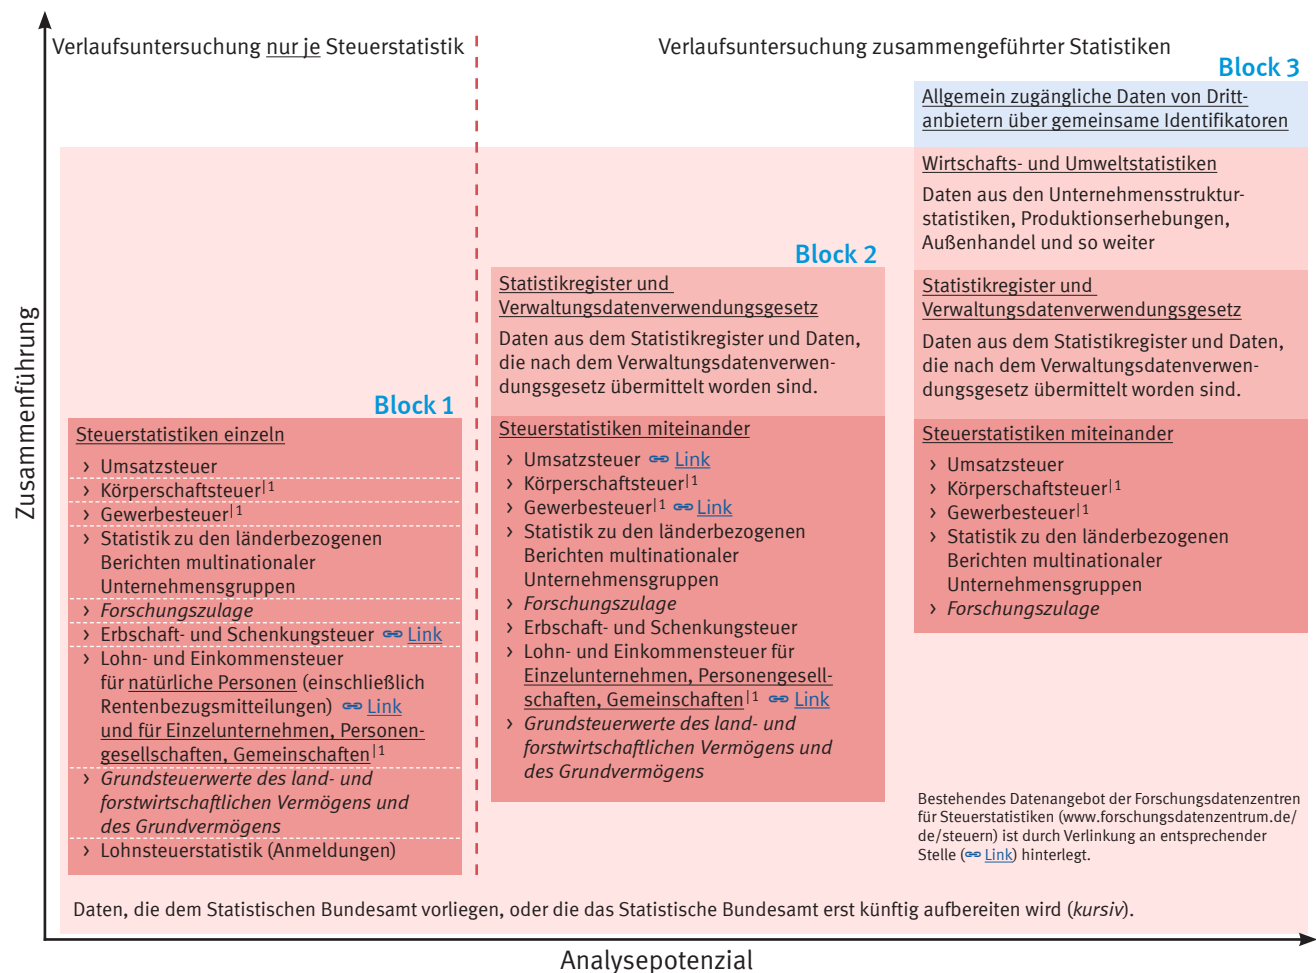 Verlaufsuntersuchung nur je Steuerstatistik
Verlaufsuntersuchung zusammengeführter Statistiken
Zusammenführung
Block 1
Steuerstatistiken einzeln
› Umsatzsteuer
› Körperschaftsteuer|1
› Gewerbesteuer|1
› Statistik zu den länderbezogenen
Berichten multinationaler
Unternehmensgruppen
› Forschungszulage
› Erbschaft- und Schenkungsteuer Link
› Lohn- und Einkommensteuer
für natürliche Personen (einschließlich
Rentenbezugsmitteilungen) Link
und für Einzelunternehmen, Personen-
gesellschaften, Gemeinschaften|1
› Grundsteuerwerte des land- und
forstwirtschaftlichen Vermögens und
des Grundvermögens
› Lohnsteuerstatistik (Anmeldungen)
Block 2
Statistikregister und
Verwaltungsdatenverwendungsgesetz
Daten aus dem Statistikregister und Daten,
die nach dem Verwaltungsdatenverwen-
dungsgesetz übermittelt worden sind.
Steuerstatistiken miteinander
› Umsatzsteuer Link
› Körperschaftsteuer|1
› Gewerbesteuer|1 Link
› Statistik zu den länderbezogenen
Berichten multinationaler
Unternehmensgruppen
› Forschungszulage
› Erbschaft- und Schenkungsteuer
› Lohn- und Einkommensteuer für
Einzelunternehmen, Personengesell-
schaften, Gemeinschaften|1 Link
› Grundsteuerwerte des land- und
forstwirtschaftlichen Vermögens und
des Grundvermögens
Block 3
Allgemein zugängliche Daten von Dritt-
anbietern über gemeinsame Identifikatoren
Wirtschafts- und Umweltstatistiken
Daten aus den Unternehmensstruktur-
statistiken, Produktionserhebungen,
Außenhandel und so weiter
Statistikregister und
Verwaltungsdatenverwendungsgesetz
Daten aus dem Statistikregister und Daten,
die nach dem Verwaltungsdatenverwen-
dungsgesetz übermittelt worden sind.
Steuerstatistiken miteinander
› Umsatzsteuer
› Körperschaftsteuer|1
› Gewerbesteuer|1
› Statistik zu den länderbezogenen
Berichten multinationaler
Unternehmensgruppen
› Forschungszulage
Bestehendes Datenangebot der Forschungsdatenzentren
für Steuerstatistiken (www.forschungsdatenzentrum.de/
de/steuern) ist durch Verlinkung an entsprechender
Stelle ( Link) hinterlegt.
Daten, die dem Statistischen Bundesamt vorliegen, oder die das Statistische Bundesamt erst künftig aufbereiten wird (kursiv).
Analysepotenzial